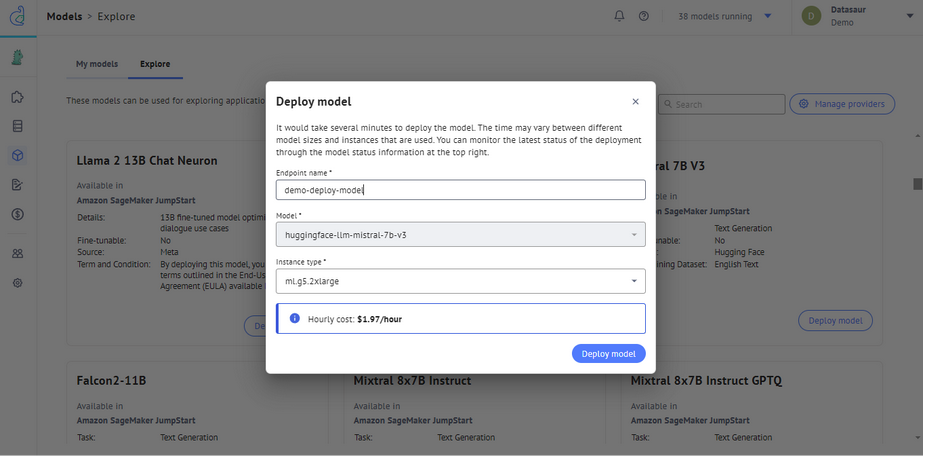 Models > Explore
38 models running
D
Datasaur
Demo
My models
Explore
These models can be used for exploring applicatio
Search
Manage providers
Deploy model
It would take several minutes to deploy the model. The time may vary between different
model sizes and instances that are used. You can monitor the latest status of the deployment
through the model status information at the top right.
Endpoint name *
demo-deploy-model
Model *
huggingface-llm-mistral-7b-v3
Instance type *
ml.g5.2xlarge
Hourly cost: $1.97/hour
Deploy model
Llama 2 13B Chat Neuron
Available in
Amazon SageMaker JumpStart
Details: 13B fine-tuned model optimi
dialogue use cases
Fine-tunable: No
Source: Meta
Term and Condition: By deploying this model, you
terms outlined in the End-Us
Agreement (EULA) available
De
ral 7B V3
ble in
on SageMaker JumpStart
Text Generation
nable: No
Hugging Face
ning Dataset: English Text
Deploy model
Falcon2-11B
Available in
Amazon SageMaker JumpStart
Task: Text Generation
Mixtral 8x7B Instruct
Available in
Amazon SageMaker JumpStart
Task: Text Generation
Mixtral 8x7B Instruct GPTQ
Available in
Amazon SageMaker JumpStart
Task: Text Generation